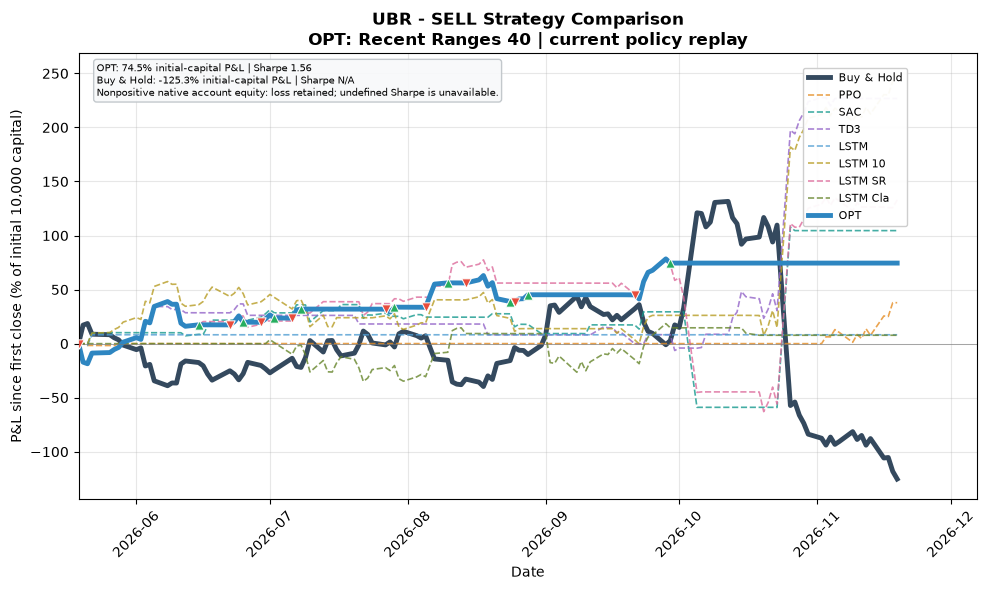 UBR - SELL Strategy Comparison
OPT: Recent Ranges 40 | current policy replay
OPT: 74.5% initial-capital P&L | Sharpe 1.56
Buy & Hold: -125.3% initial-capital P&L | Sharpe N/A
Nonpositive native account equity: loss retained; undefined Sharpe is unavailable.
Buy & Hold
PPO
SAC
TD3
LSTM
LSTM 10
LSTM SR
LSTM Cla
OPT
P&L since first close (% of initial 10,000 capital)
250
200
150
100
50
0
−50
−100
2026-06
2026-07
2026-08
2026-09
2026-10
2026-11
2026-12
Date